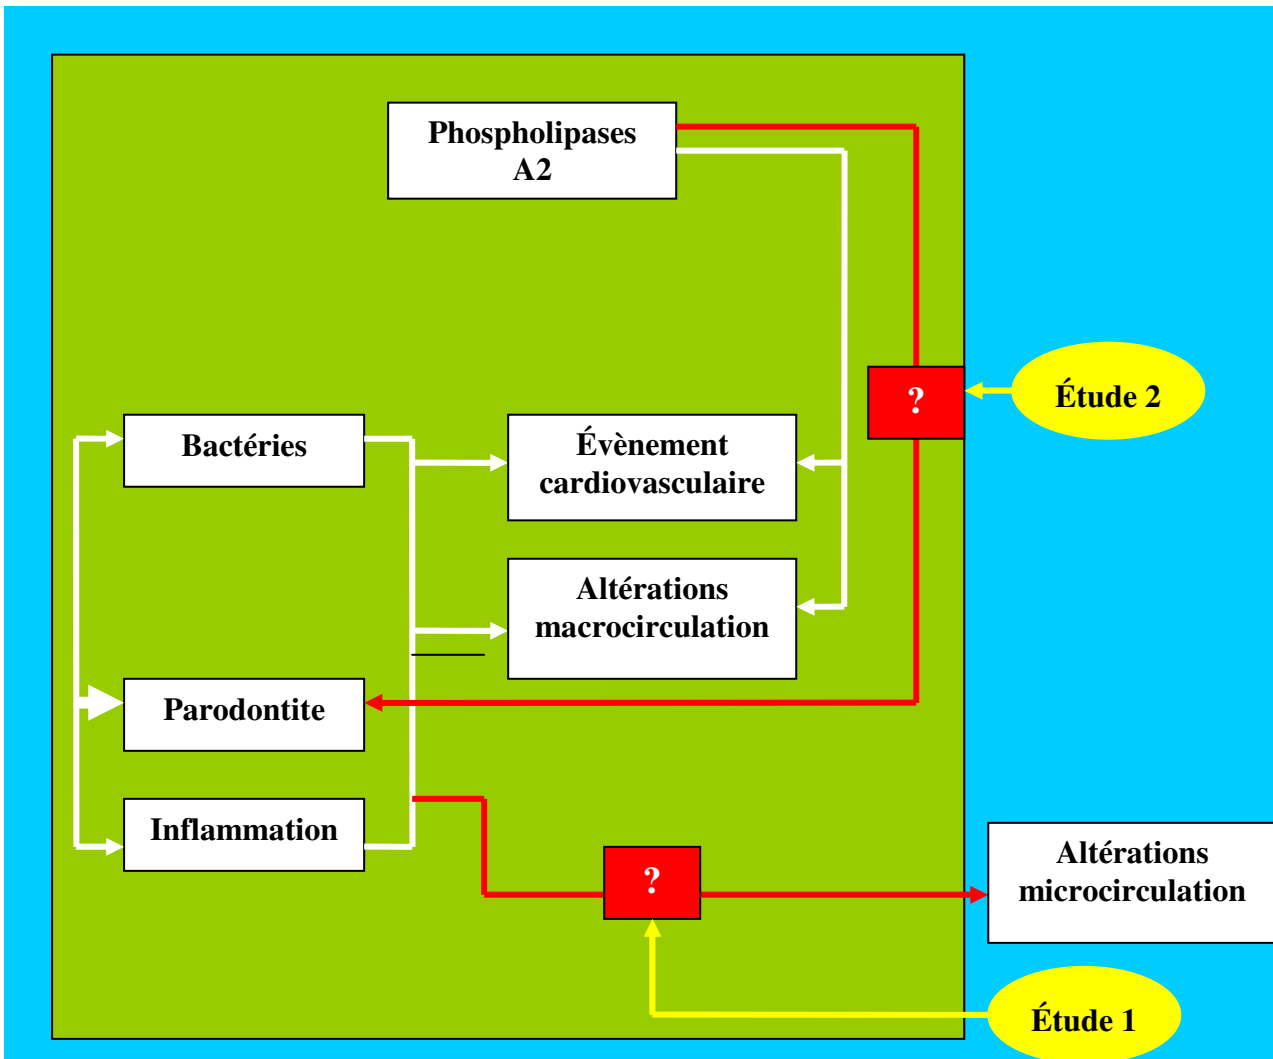 Phospholipases
A2
?
Étude 2
Bactéries
Évènement
cardiovasculaire
Altérations
macrocirculation
Parodontite
Inflammation
?
Altérations
microcirculation
Étude 1